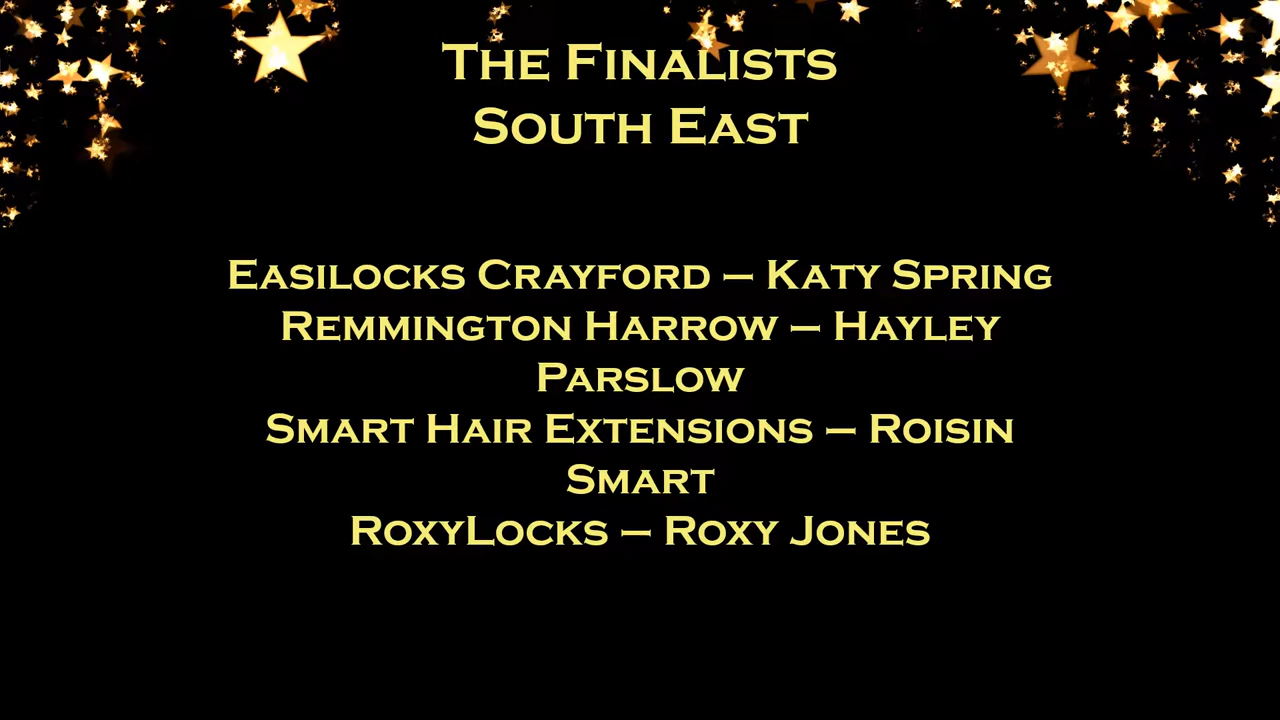 The Finalists
South East
Easilocks Crayford – Katy Spring
Remmington Harrow – Hayley
Parslow
Smart Hair Extensions – Roisin
Smart
RoxyLocks – Roxy Jones